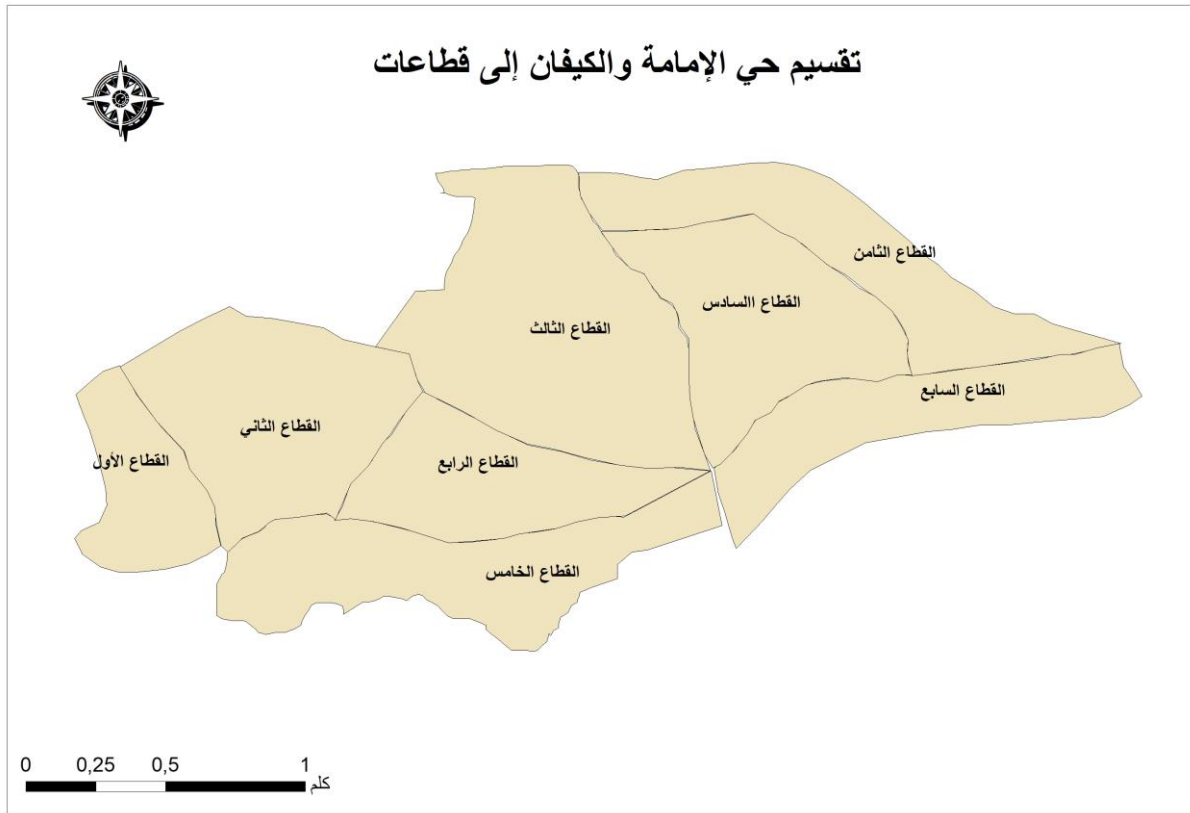 تقسيم حي الإمامة والكيفان إلى قطاعات
القطاع الثامن
القطاع االسادس
القطاع الثالث
القطاع السابع
القطاع الثاني
القطاع الرابع
القطاع الأول
القطاع الخامس
0 0,25 0,5 1
كلم